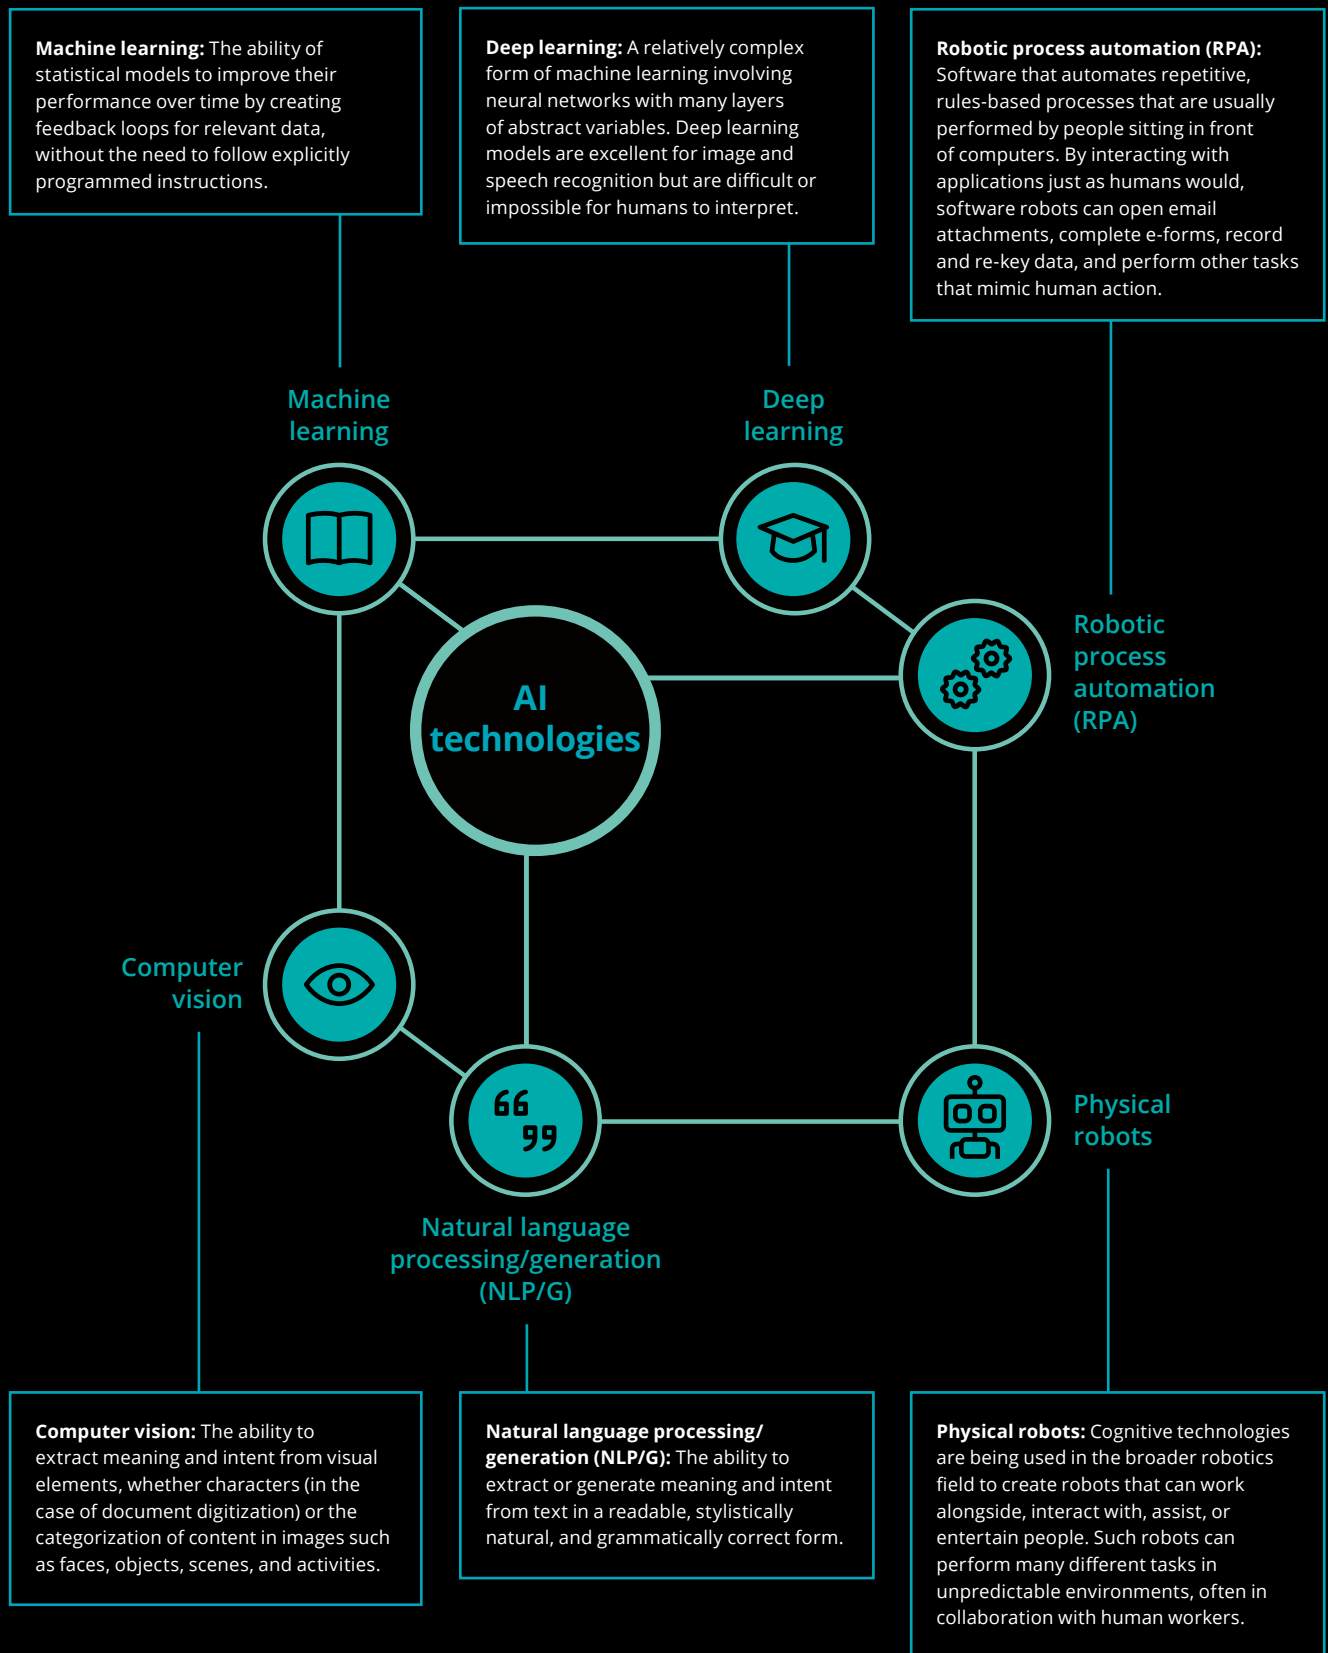 Machine learning: The ability of
statistical models to improve their
performance over time by creating
feedback loops for relevant data,
without the need to follow explicitly
programmed instructions.
Deep learning: A relatively complex
form of machine learning involving
neural networks with many layers
of abstract variables. Deep learning
models are excellent for image and
speech recognition but are difficult or
impossible for humans to interpret.
Robotic process automation (RPA):
Software that automates repetitive,
rules-based processes that are usually
performed by people sitting in front
of computers. By interacting with
applications just as humans would,
software robots can open email
attachments, complete e-forms, record
and re-key data, and perform other tasks
that mimic human action.
Machine
learning
Deep
learning
Robotic
process
automation
(RPA)
AI
technologies
Computer
vision
Physical
robots
Natural language
processing/generation
(NLP/G)
Computer vision: The ability to
extract meaning and intent from visual
elements, whether characters (in the
case of document digitization) or the
categorization of content in images such
as faces, objects, scenes, and activities.
Natural language processing/
generation (NLP/G): The ability to
extract or generate meaning and intent
from text in a readable, stylistically
natural, and grammatically correct form.
Physical robots: Cognitive technologies
are being used in the broader robotics
field to create robots that can work
alongside, interact with, assist, or
entertain people. Such robots can
perform many different tasks in
unpredictable environments, often in
collaboration with human workers.